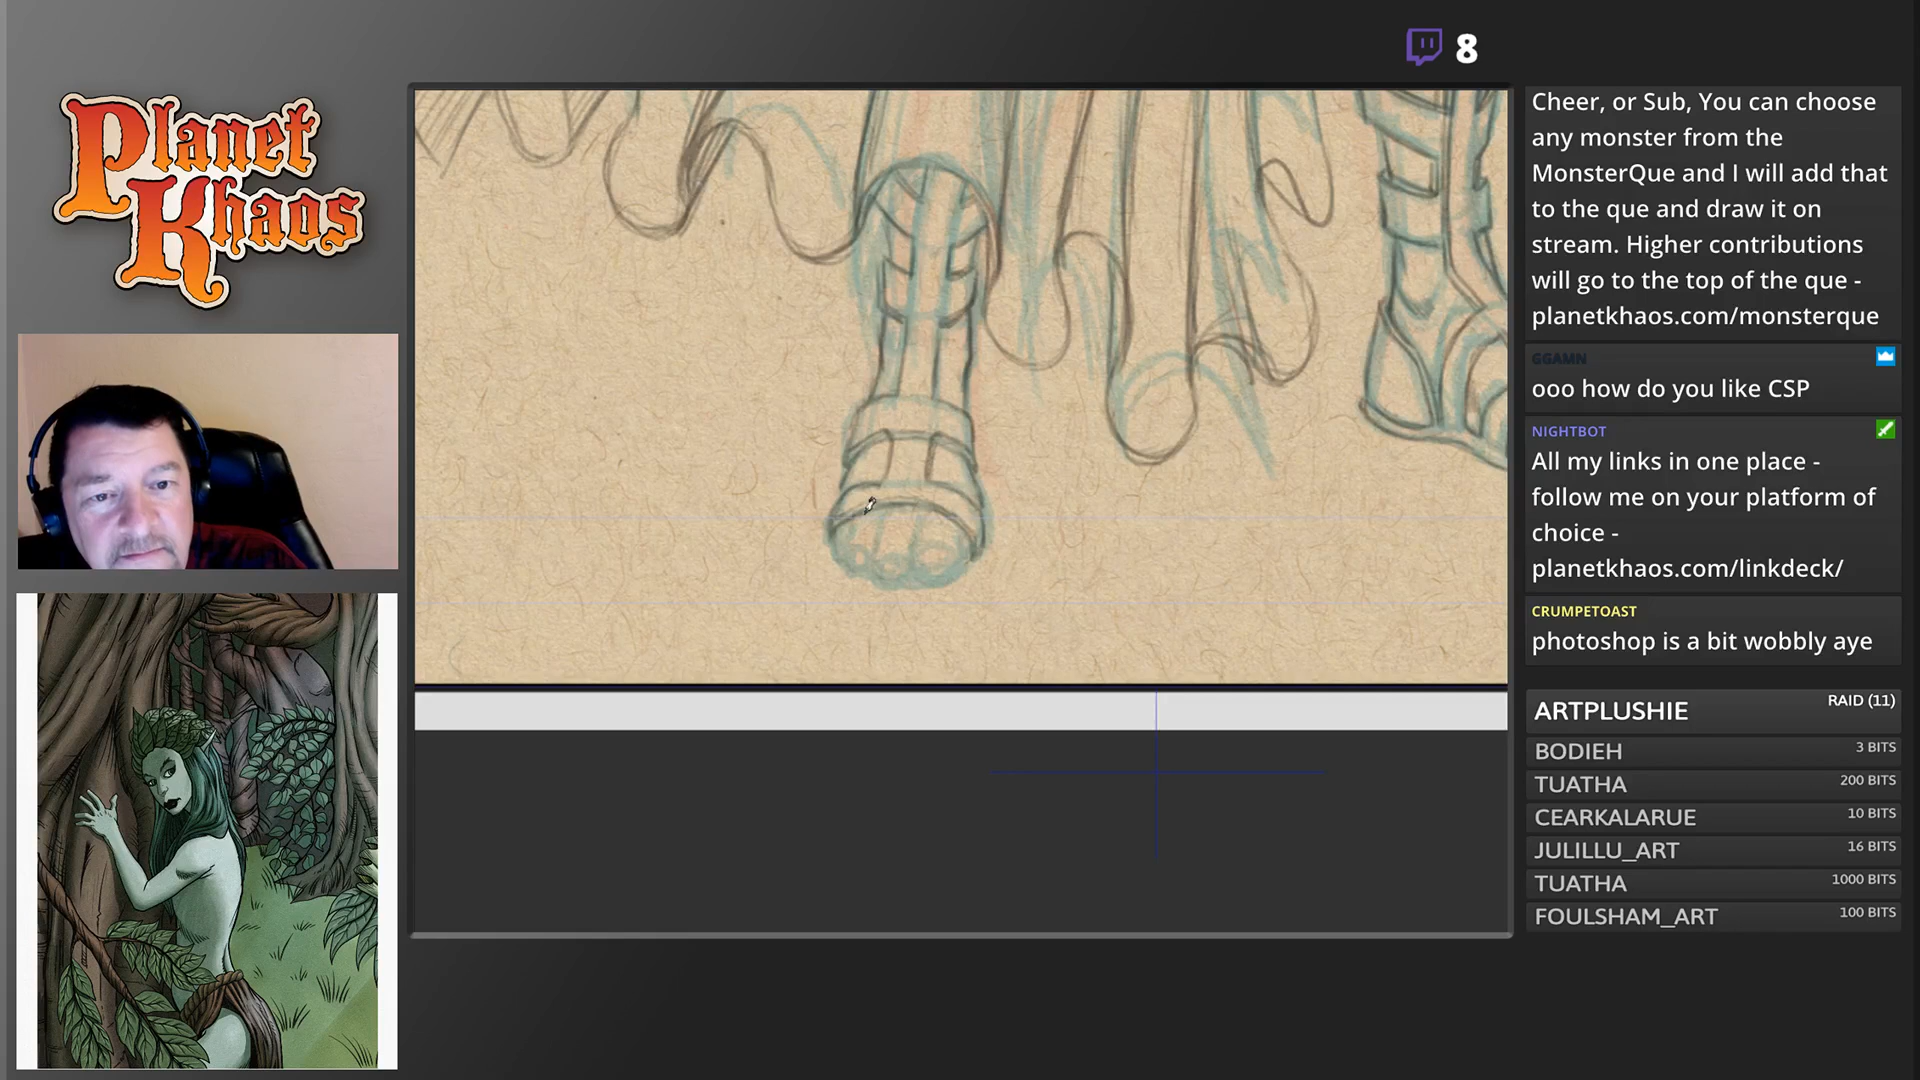 8
Planet
Khaos
Cheer, or Sub, You can choose
any monster from the
MonsterQue and I will add that
to the que and draw it on
stream. Higher contributions
will go to the top of the que -
planetkhaos.com/monsterque
GGAMN
ooo how do you like CSP
NIGHTBOT
All my links in one place -
follow me on your platform of
choice -
planetkhaos.com/linkdeck/
CRUMPETOAST
photoshop is a bit wobbly aye
ARTPLUSHIE RAID (11)
BODIEH 3 BITS
TUATHA 200 BITS
CEARKALARUE 10 BITS
JULILLU_ART 16 BITS
TUATHA 1000 BITS
FOULSHAM_ART 100 BITS